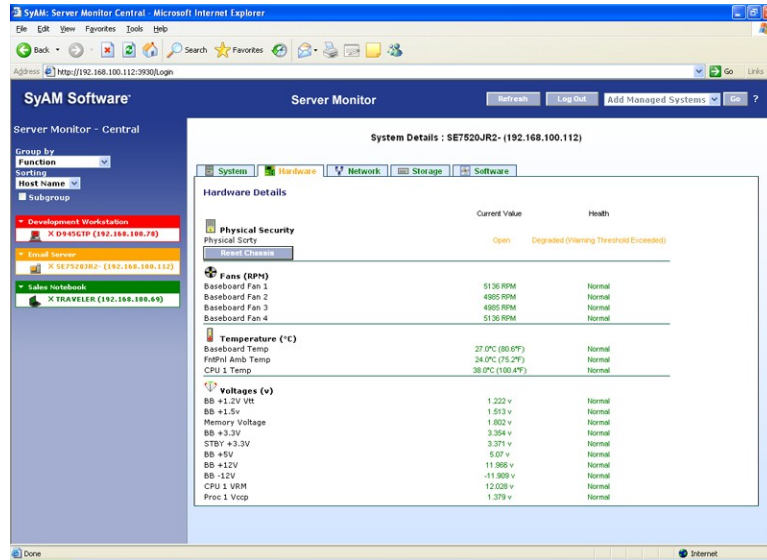 SyAM: Server Monitor Central - Microsoft Internet Explorer
File Edit View Favorites Tools Help
Back Search Favorites
Address http://192.168.100.112:3930/Login Go Links
SyAM Software Server Monitor Refresh Log Out Add Managed Systems Go ?
Server Monitor - Central
Group by
Function
Sorting
Host Name
Subgroup
Development Workstation
X D945GTP (192.168.100.78)
Email Server
X SE7520JR2- (192.168.100.112)
Sales Notebook
X TRAVELER (192.168.100.69)
System Details : SE7520JR2- (192.168.100.112)
System Hardware Network Storage Software
Hardware Details
Current Value Health
Physical Security
Physical Scrty Open Degraded (Warning Threshold Exceeded)
Reset Chassis
Fans (RPM)
Baseboard Fan 1 5136 RPM Normal
Baseboard Fan 2 4985 RPM Normal
Baseboard Fan 3 4985 RPM Normal
Baseboard Fan 4 5136 RPM Normal
Temperature (°C)
Baseboard Temp 27.0°C (80.6°F) Normal
FntPnl Amb Temp 24.0°C (75.2°F) Normal
CPU 1 Temp 38.0°C (100.4°F) Normal
Voltages (v)
BB +1.2V Vtt 1.222 v Normal
BB +1.5v 1.513 v Normal
Memory Voltage 1.802 v Normal
BB +3.3V 3.354 v Normal
STBY +3.3V 3.371 v Normal
BB +5V 5.07 v Normal
BB +12V 11.966 v Normal
BB -12V -11.909 v Normal
CPU 1 VRM 12.028 v Normal
Proc 1 Vccp 1.379 v Normal
Done Internet